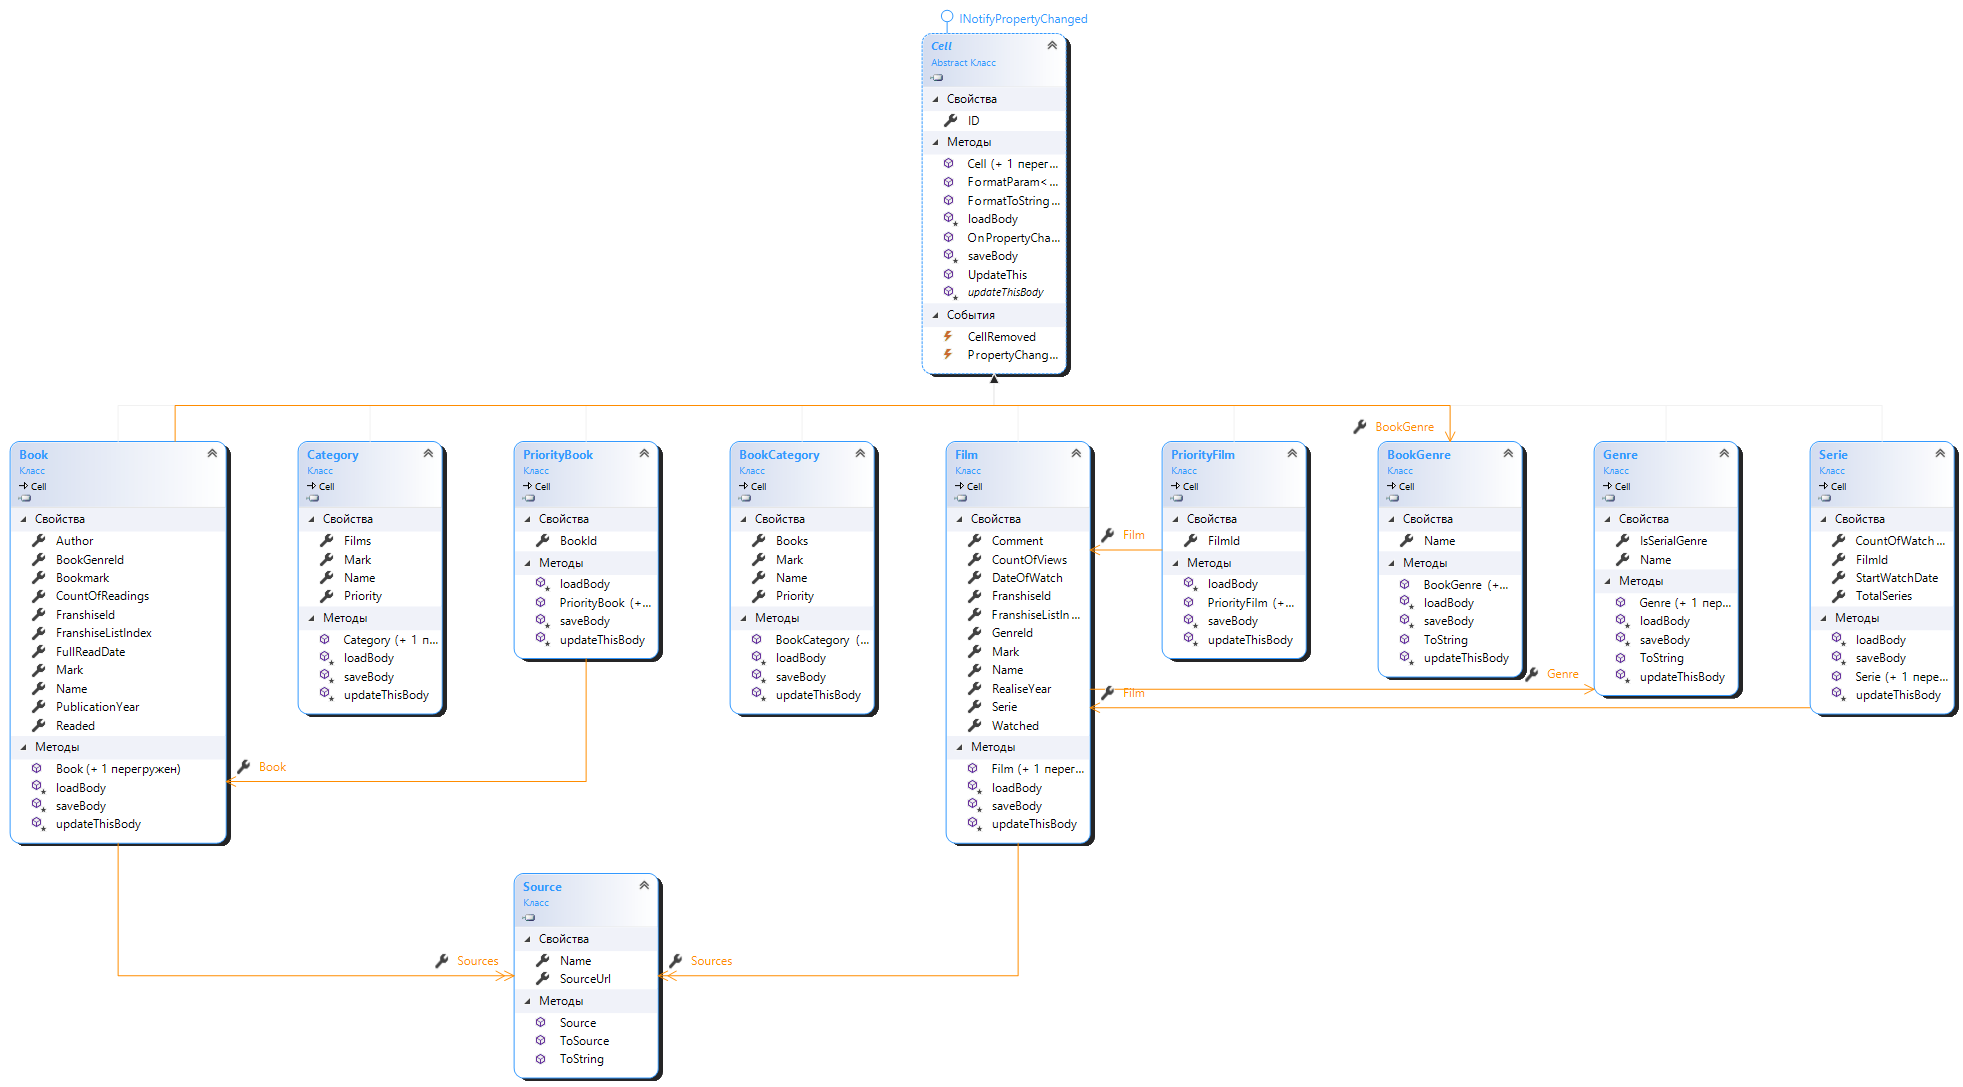 INotifyPropertyChanged
Cell
Abstract Класс
Свойства
ID
Методы
Cell (+ 1 перег...
FormatParam< ...
FormatToString...
loadBody
OnPropertyCha...
saveBody
UpdateThis
updateThisBody
События
CellRemoved
PropertyChang...
Book
Класс
Cell
Свойства
Author
BookGenreId
Bookmark
CountOfReadings
FranshiseId
FranshiseListIndex
FullReadDate
Mark
Name
PublicationYear
Readed
Методы
Book (+ 1 перегружен)
loadBody
saveBody
updateThisBody
Category
Класс
Cell
Свойства
Films
Mark
Name
Priority
Методы
Category (+ 1 п...
loadBody
saveBody
updateThisBody
PriorityBook
Класс
Cell
Свойства
BookId
Методы
loadBody
PriorityBook (+...
saveBody
updateThisBody
Book
BookCategory
Класс
Cell
Свойства
Books
Mark
Name
Priority
Методы
BookCategory (...
loadBody
saveBody
updateThisBody
Film
Класс
Cell
Свойства
Comment
CountOfViews
DateOfWatch
FranshiseId
FranshiseListIn...
GenreId
Mark
Name
RealiseYear
Serie
Watched
Методы
Film (+ 1 перег...
loadBody
saveBody
updateThisBody
Film
PriorityFilm
Класс
Cell
Свойства
FilmId
Методы
loadBody
PriorityFilm (+...
saveBody
updateThisBody
Film
BookGenre
BookGenre
Класс
Cell
Свойства
Name
Методы
BookGenre (+...
loadBody
saveBody
ToString
updateThisBody
Genre
Genre
Класс
Cell
Свойства
IsSerialGenre
Name
Методы
Genre (+ 1 пер...
loadBody
saveBody
ToString
updateThisBody
Serie
Класс
Cell
Свойства
CountOfWatch...
FilmId
StartWatchDate
TotalSeries
Методы
loadBody
saveBody
Serie (+ 1 пере...
updateThisBody
Sources
Source
Класс
Свойства
Name
SourceUrl
Методы
Source
ToSource
ToString
Sources